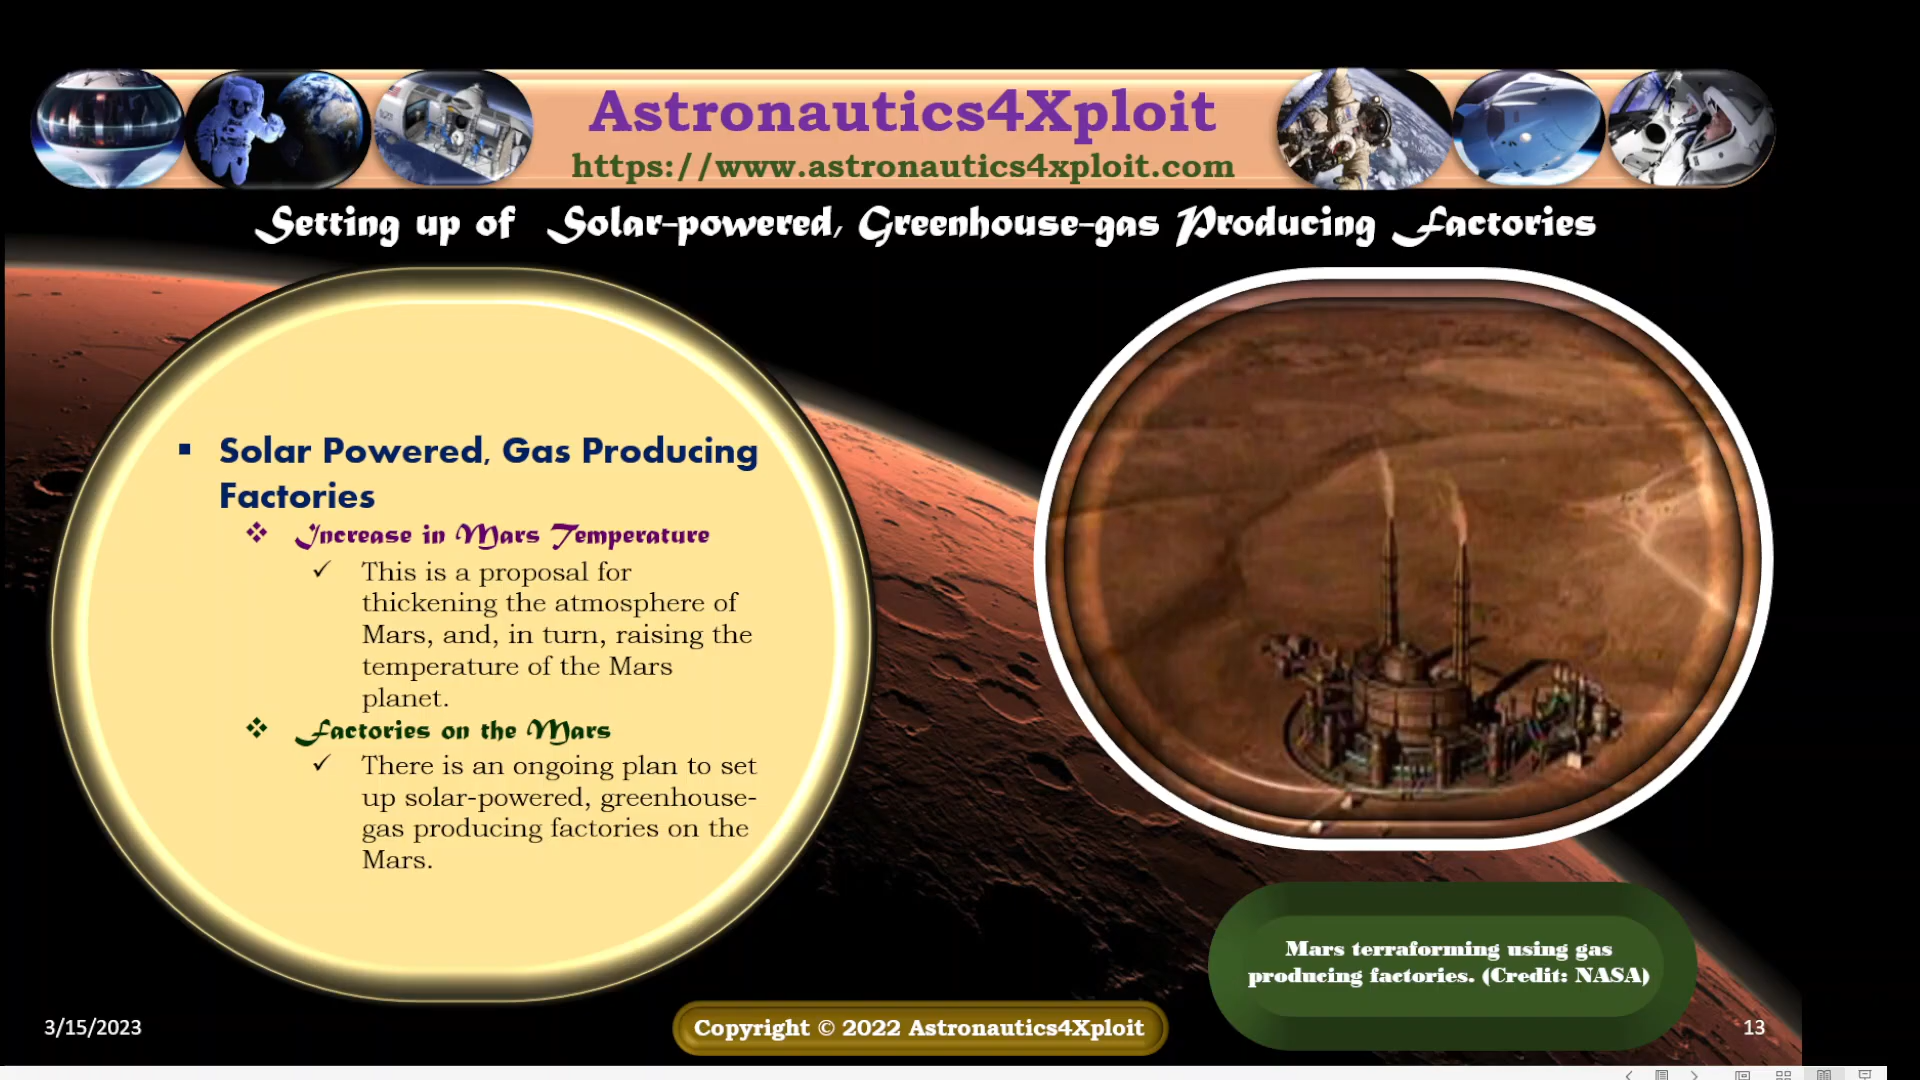 Astronautics4Xploit
https://www.astronautics4xploit.com
Setting up of Solar-powered, Greenhouse-gas Producing Factories
▪ Solar Powered, Gas Producing
Factories
❖ Increase in Mars Temperature
✓ This is a proposal for
thickening the atmosphere of
Mars, and, in turn, raising the
temperature of the Mars
planet.
❖ Factories on the Mars
✓ There is an ongoing plan to set
up solar-powered, greenhouse-
gas producing factories on the
Mars.
Mars terraforming using gas
producing factories. (Credit: NASA)
3/15/2023
Copyright © 2022 Astronautics4Xploit
13